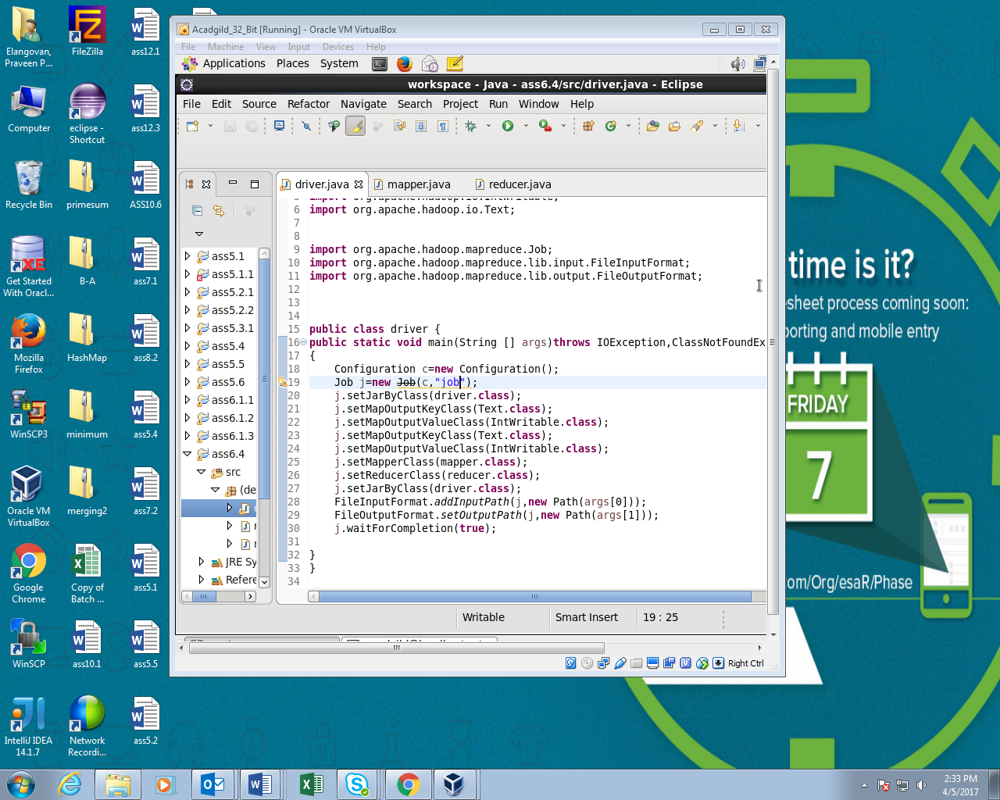 Elangovan, Praveen P...
FileZilla
ass12.1
Computer
eclipse - Shortcut
ass12.3
Recycle Bin
primesum
ASS10.6
Get Started With Oracl...
B-A
ass7.1
Mozilla Firefox
HashMap
ass8.2
WinSCP3
minimum
ass5.4
Oracle VM VirtualBox
merging2
ass7.2
Google Chrome
Copy of Batch ...
ass5.1
WinSCP
ass10.1
ass5.5
IntelliJ IDEA 14.1.7
Network Recordi...
ass5.2
Acadgild_32_Bit [Running] - Oracle VM VirtualBox
File Machine View Input Devices Help
Applications Places System
workspace - Java - ass6.4/src/driver.java - Eclipse
File Edit Source Refactor Navigate Search Project Run Window Help
driver.java mapper.java reducer.java
ass5.1
ass5.1.1
ass5.2.1
ass5.2.2
ass5.3.1
ass5.4
ass5.5
ass5.6
ass6.1.1
ass6.1.2
ass6.1.3
ass6.4
src
(de
JRE Sy
Refere
import org.apache.hadoop.io.IntWritable;
6 import org.apache.hadoop.io.Text;
7
8
9 import org.apache.hadoop.mapreduce.Job;
10 import org.apache.hadoop.mapreduce.lib.input.FileInputFormat;
11 import org.apache.hadoop.mapreduce.lib.output.FileOutputFormat;
12
13
14
15 public class driver {
16 public static void main(String [] args)throws IOException,ClassNotFoundEx
17 {
18 Configuration c=new Configuration();
19 Job j=new Job(c,"job");
20 j.setJarByClass(driver.class);
21 j.setMapOutputKeyClass(Text.class);
22 j.setMapOutputValueClass(IntWritable.class);
23 j.setMapOutputKeyClass(Text.class);
24 j.setMapOutputValueClass(IntWritable.class);
25 j.setMapperClass(mapper.class);
26 j.setReducerClass(reducer.class);
27 j.setJarByClass(driver.class);
28 FileInputFormat.addInputPath(j,new Path(args[0]));
29 FileOutputFormat.setOutputPath(j,new Path(args[1]));
30 j.waitForCompletion(true);
31
32 }
33 }
34
Writable Smart Insert 19 : 25
Right Ctrl
time is it?
esheet process coming soon:
porting and mobile entry
FRIDAY
7
com/Org/esaR/Phase
2:33 PM
4/5/2017